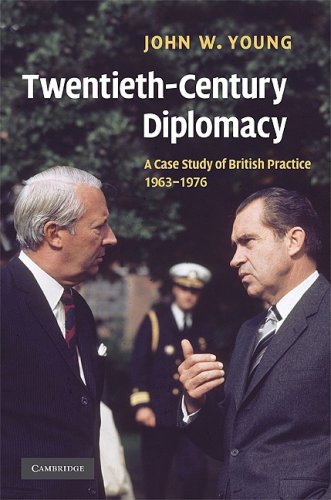 JOHN W. YOUNG
Twentieth-Century
Diplomacy
A Case Study of British Practice
1963–1976
CAMBRIDGE